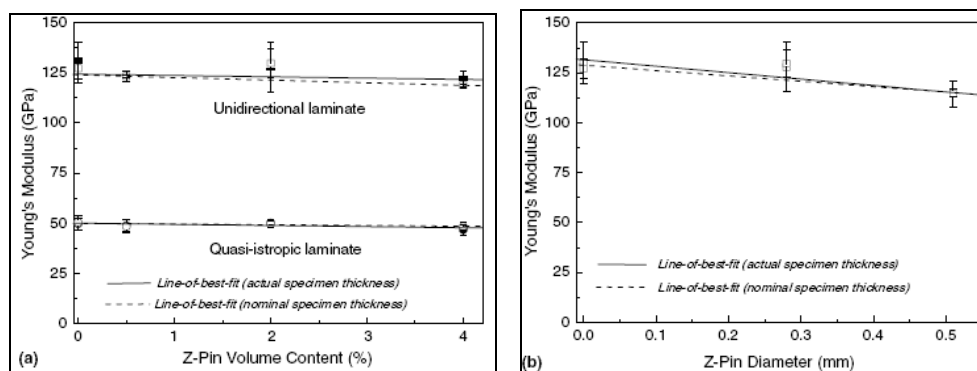 150
125
100
75
50
25
0
Young's Modulus (GPa)
Unidirectional laminate
Quasi-istropic laminate
Line-of-best-fit (actual specimen thickness)
Line-of-best-fit (nominal specimen thickness)
0 1 2 3 4
(a) Z-Pin Volume Content (%)
150
125
100
75
50
25
0
Young's Modulus (GPa)
Line-of-best-fit (actual specimen thickness)
Line-of-best-fit (nominal specimen thickness)
0.0 0.1 0.2 0.3 0.4 0.5
(b) Z-Pin Diameter (mm)